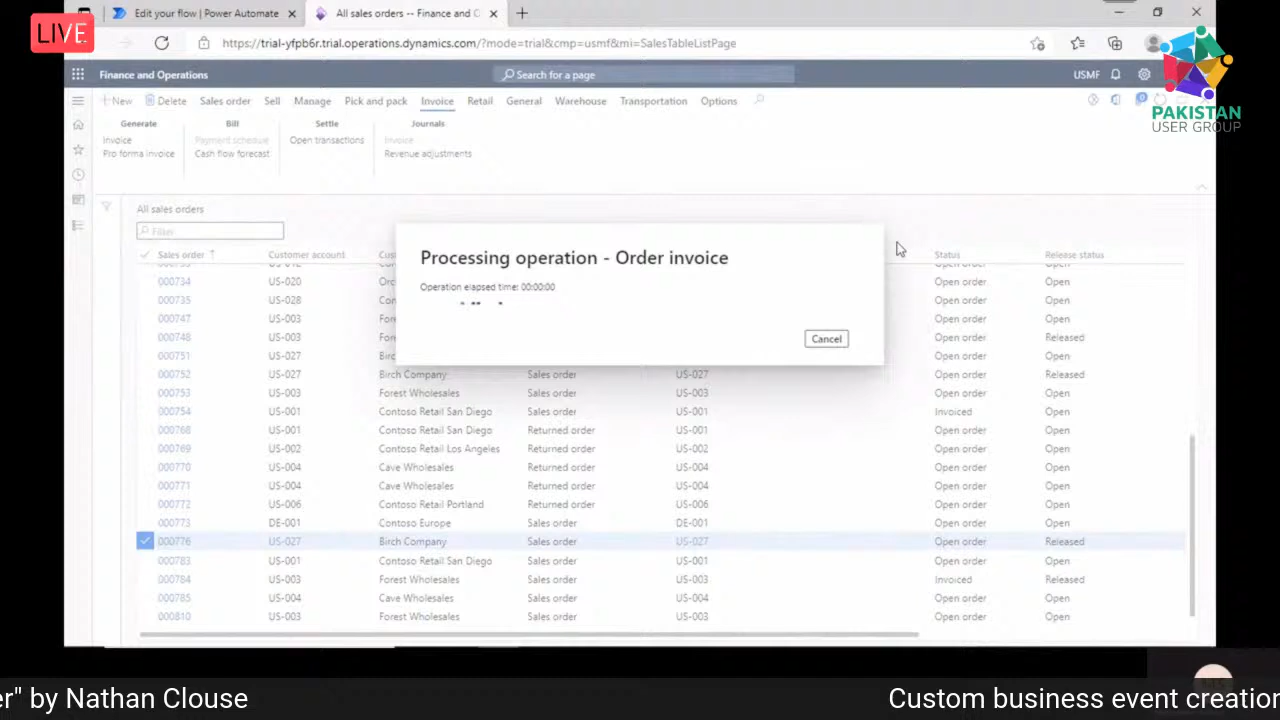 LIVE
Edit your flow | Power Automate
All sales orders -- Finance and O
https://trial-yfpb6r.trial.operations.dynamics.com/?mode=trial&cmp=usmf&mi=SalesTableListPage
Finance and Operations
Search for a page
USMF
PAKISTAN
USER GROUP
New Delete Sales order Sell Manage Pick and pack Invoice Retail General Warehouse Transportation Options
Generate Bill Settle Journals
Invoice Payment schedule Open transactions Invoice
Pro forma invoice Cash flow forecast Revenue adjustments
All sales orders
Filter
Sales order Customer account Status Release status
Processing operation - Order invoice
Operation elapsed time: 00:00:00
Cancel
000734 US-020 Open order Open
000735 US-028 Open order Open
000747 US-003 Open order Open
000748 US-003 Open order Released
000751 US-027 Open order Open
000752 US-027 Birch Company Sales order US-027 Open order Released
000753 US-003 Forest Wholesales Sales order US-003 Open order Open
000754 US-001 Contoso Retail San Diego Sales order US-001 Invoiced Open
000768 US-001 Contoso Retail San Diego Returned order US-001 Open order Open
000769 US-002 Contoso Retail Los Angeles Returned order US-002 Open order Open
000770 US-004 Cave Wholesales Returned order US-004 Open order Open
000771 US-004 Cave Wholesales Returned order US-004 Open order Open
000772 US-006 Contoso Retail Portland Returned order US-006 Open order Open
000773 DE-001 Contoso Europe Sales order DE-001 Open order Open
000776 US-027 Birch Company Sales order US-027 Open order Released
000783 US-001 Contoso Retail San Diego Sales order US-001 Open order Open
000784 US-003 Forest Wholesales Sales order US-003 Invoiced Released
000785 US-004 Cave Wholesales Sales order US-004 Open order Open
000810 US-003 Forest Wholesales Sales order US-003 Open order Open
er" by Nathan Clouse
Custom business event creation